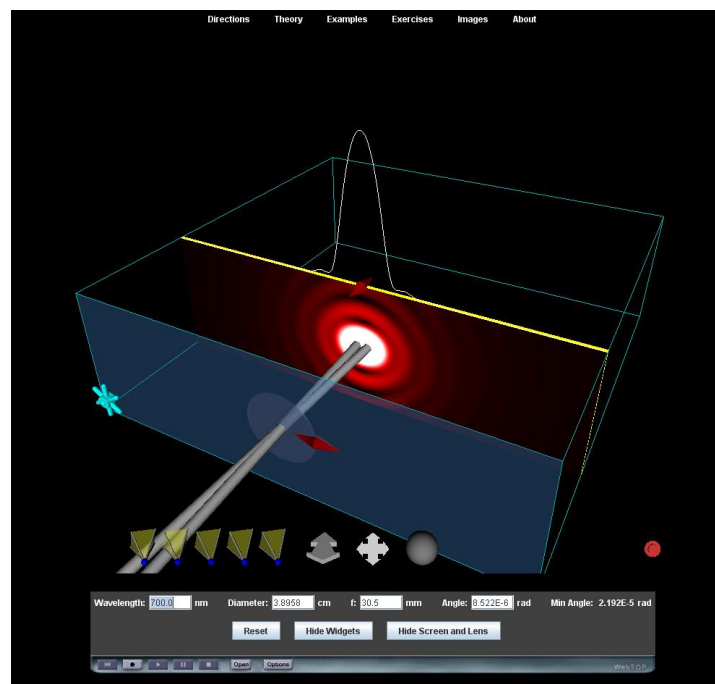 Directions Theory Examples Exercises Images About
Wavelength: 700.0 nm Diameter: 3.8958 cm f: 30.5 mm Angle: 8.522E-6 rad Min Angle: 2.192E-5 rad
Reset Hide Widgets Hide Screen and Lens
Open Options WebTOP